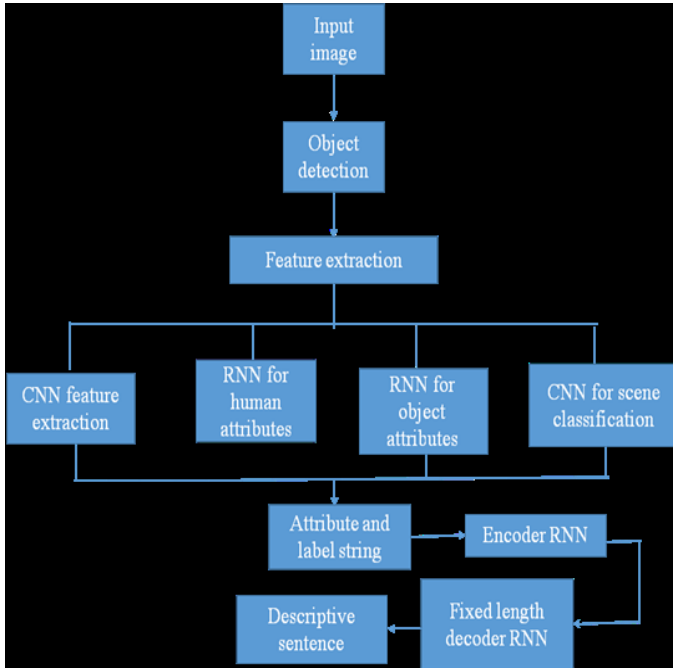 Input
image
Object
detection
Feature extraction
CNN feature
extraction
RNN for
human
attributes
RNN for
object
attributes
CNN for scene
classification
Attribute and
label string
Encoder RNN
Fixed length
decoder RNN
Descriptive
sentence